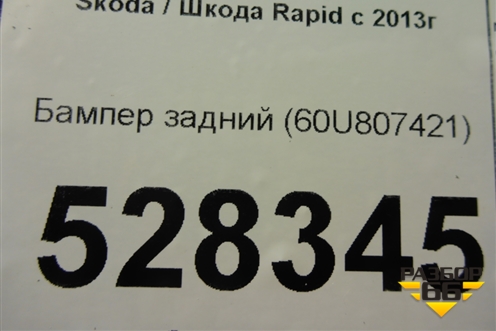 Skoda / Шкода Rapid с 2013г
Бампер задний (60U807421)
528345
РАЗБОР
66